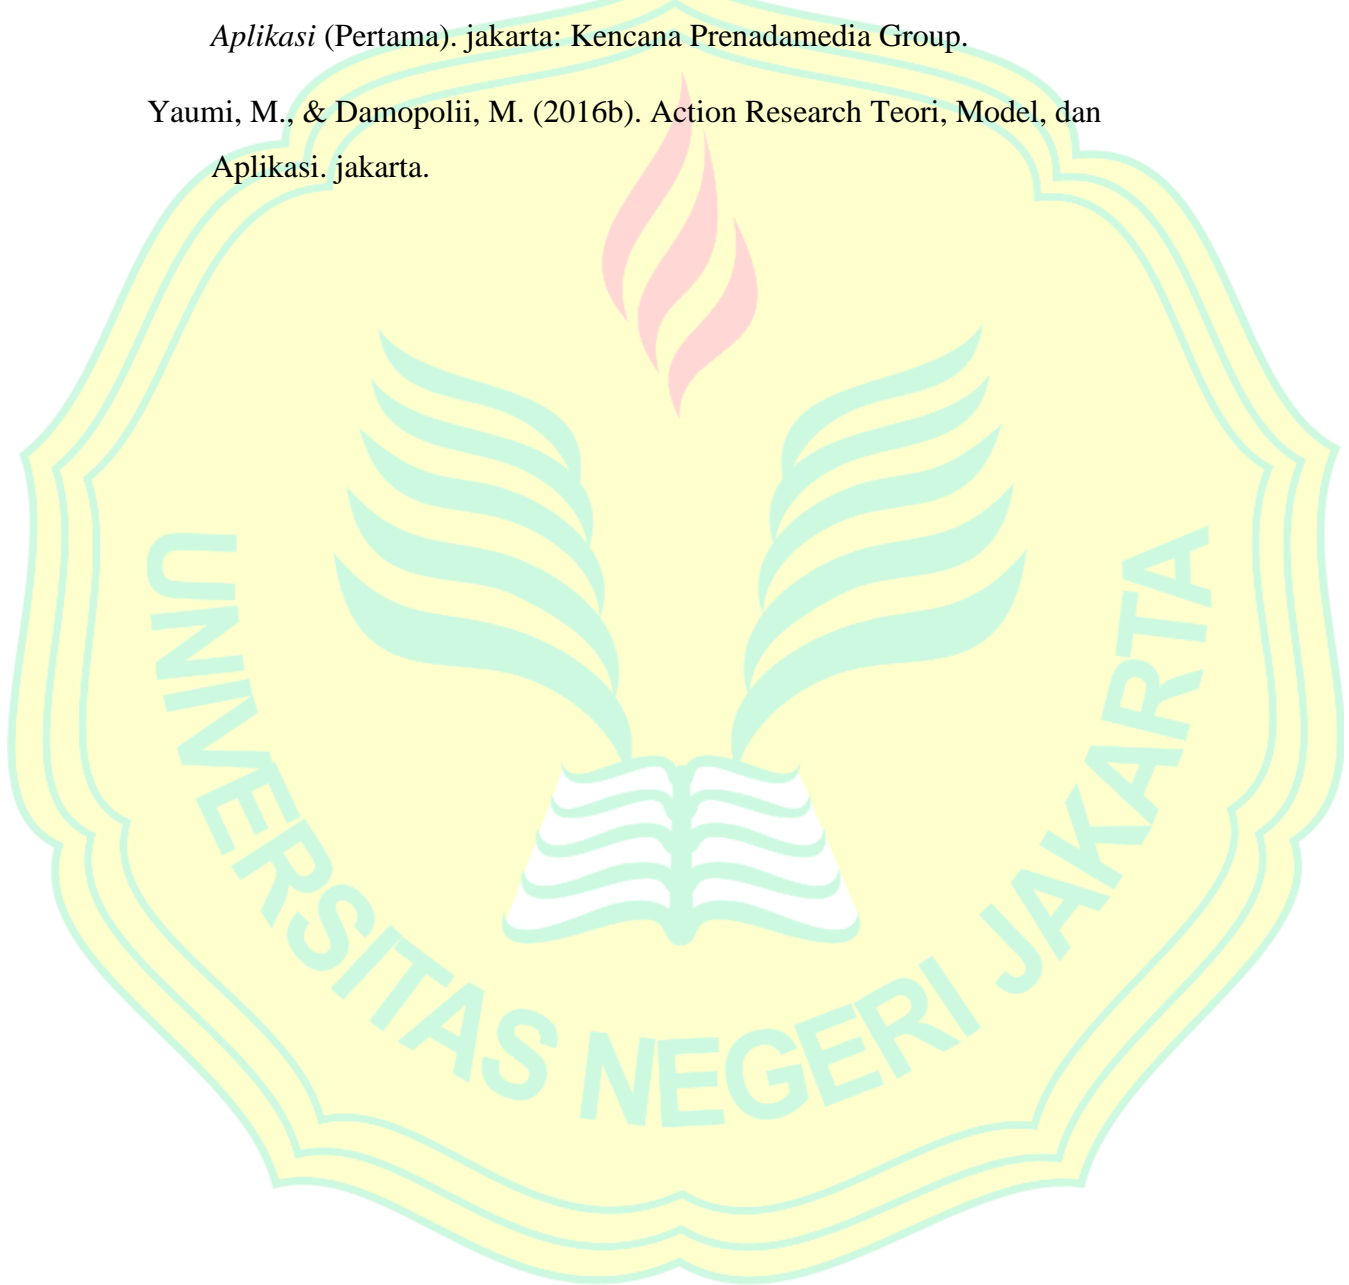 Aplikasi (Pertama). jakarta: Kencana Prenadamedia Group.
Yaumi, M., & Damopolii, M. (2016b). Action Research Teori, Model, dan
Aplikasi. jakarta.
UNIVERSITAS NEGERI JAKARTA